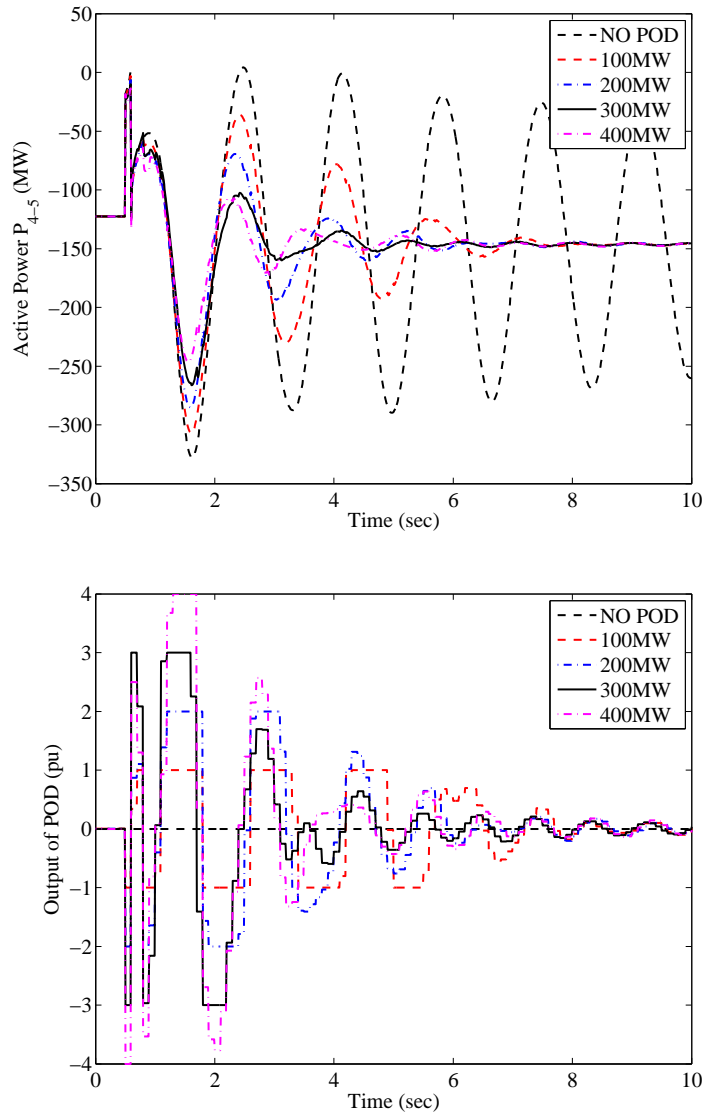 50
0
−50
−100
−150
−200
−250
−300
−350
Active Power P4−5 (MW)
NO POD
100MW
200MW
300MW
400MW
0 2 4 6 8 10
Time (sec)
4
3
2
1
0
−1
−2
−3
−4
Output of POD (pu)
NO POD
100MW
200MW
300MW
400MW
0 2 4 6 8 10
Time (sec)